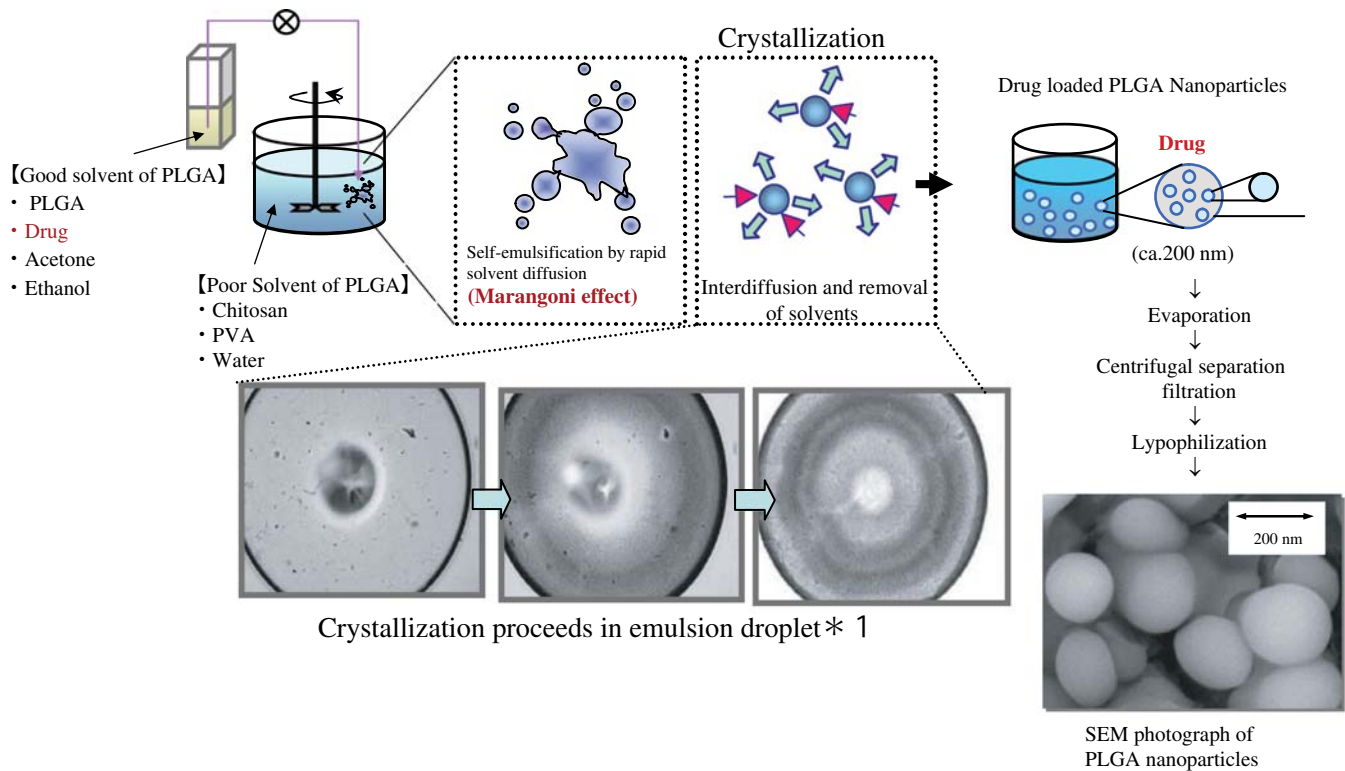 Crystallization
Drug loaded PLGA Nanoparticles
Drug
【Good solvent of PLGA】
・ PLGA
・ Drug
・ Acetone
・ Ethanol
【Poor Solvent of PLGA】
・ Chitosan
・ PVA
・ Water
Self-emulsification by rapid
solvent diffusion
(Marangoni effect)
Interdiffusion and removal
of solvents
(ca.200 nm)
↓
Evaporation
↓
Centrifugal separation
filtration
↓
Lypophilization
↓
200 nm
Crystallization proceeds in emulsion droplet＊1
SEM photograph of
PLGA nanoparticles